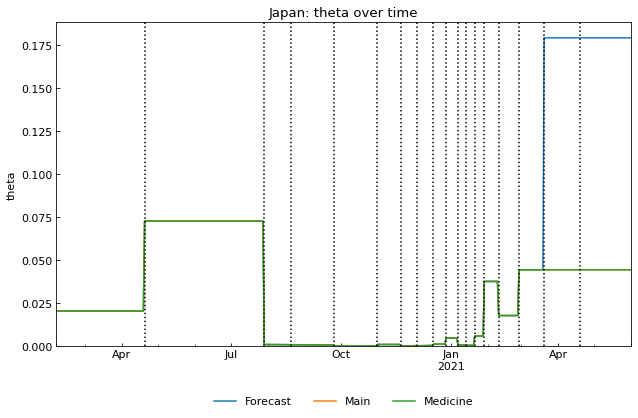 Japan: theta over time
0.175
0.150
0.125
0.100
0.075
0.050
0.025
0.000
theta
Apr Jul Oct Jan Apr
2021
Forecast Main Medicine